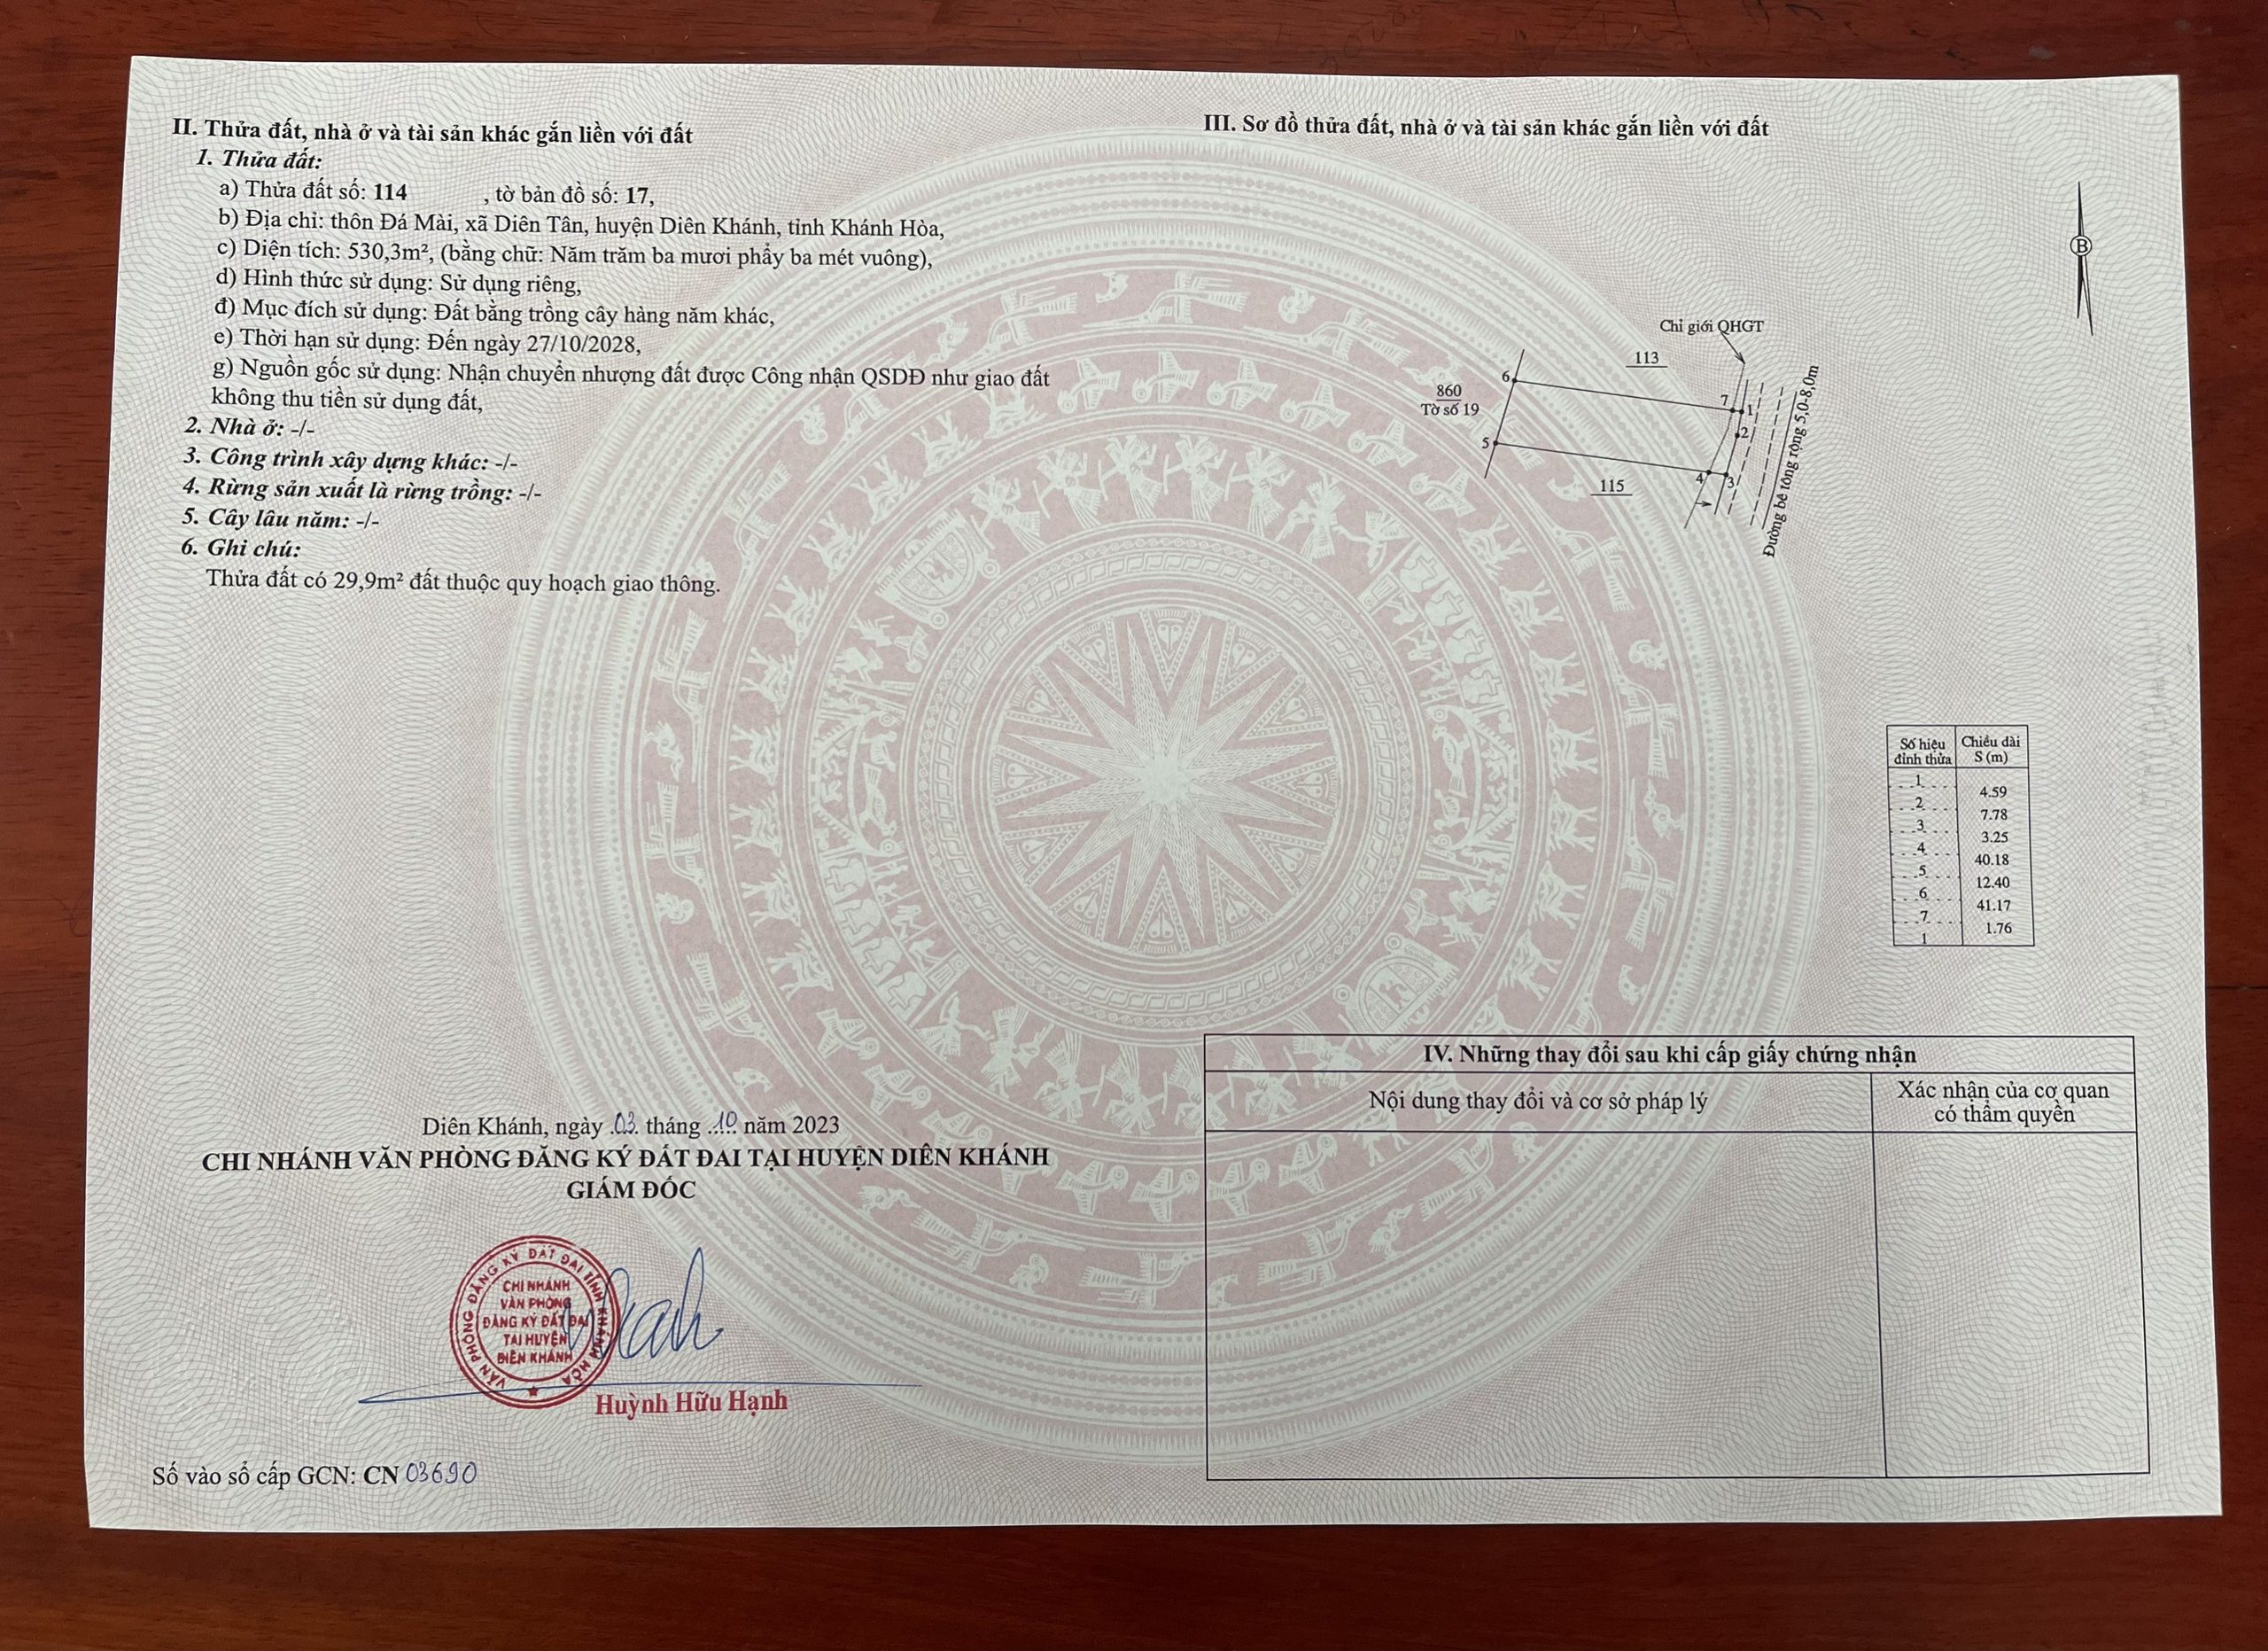 II. Thửa đất, nhà ở và tài sản khác gắn liền với đất
1. Thửa đất:
a) Thửa đất số: 114 , tờ bản đồ số: 17,
b) Địa chỉ: thôn Đá Mài, xã Diên Tân, huyện Diên Khánh, tỉnh Khánh Hòa,
c) Diện tích: 530,3m², (bằng chữ: Năm trăm ba mươi phẩy ba mét vuông),
d) Hình thức sử dụng: Sử dụng riêng,
đ) Mục đích sử dụng: Đất bằng trồng cây hàng năm khác,
e) Thời hạn sử dụng: Đến ngày 27/10/2028,
g) Nguồn gốc sử dụng: Nhận chuyển nhượng đất được Công nhận QSDĐ như giao đất
không thu tiền sử dụng đất,
2. Nhà ở: -/-
3. Công trình xây dựng khác: -/-
4. Rừng sản xuất là rừng trồng: -/-
5. Cây lâu năm: -/-
6. Ghi chú:
Thửa đất có 29,9m² đất thuộc quy hoạch giao thông.
Diên Khánh, ngày 03 tháng 10 năm 2023
CHI NHÁNH VĂN PHÒNG ĐĂNG KÝ ĐẤT ĐAI TẠI HUYỆN DIÊN KHÁNH
GIÁM ĐỐC
VĂN PHÒNG ĐĂNG KÝ ĐẤT ĐAI TỈNH KHÁNH HÒA
CHI NHÁNH
VĂN PHÒNG
ĐĂNG KÝ ĐẤT ĐAI
TẠI HUYỆN
DIÊN KHÁNH
Huỳnh Hữu Hạnh
Số vào sổ cấp GCN: CN 03690
III. Sơ đồ thửa đất, nhà ở và tài sản khác gắn liền với đất
B
Chỉ giới QHGT
113
6
860
Tờ số 19
7
1
2
5
4
3
115
Đường bê tông rộng 5,0-8,0m
Số hiệu đỉnh thửa Chiều dài S (m)
1
4.59
2
7.78
3
3.25
4
40.18
5
12.40
6
41.17
7
1.76
1
IV. Những thay đổi sau khi cấp giấy chứng nhận
Nội dung thay đổi và cơ sở pháp lý
Xác nhận của cơ quan
có thẩm quyền